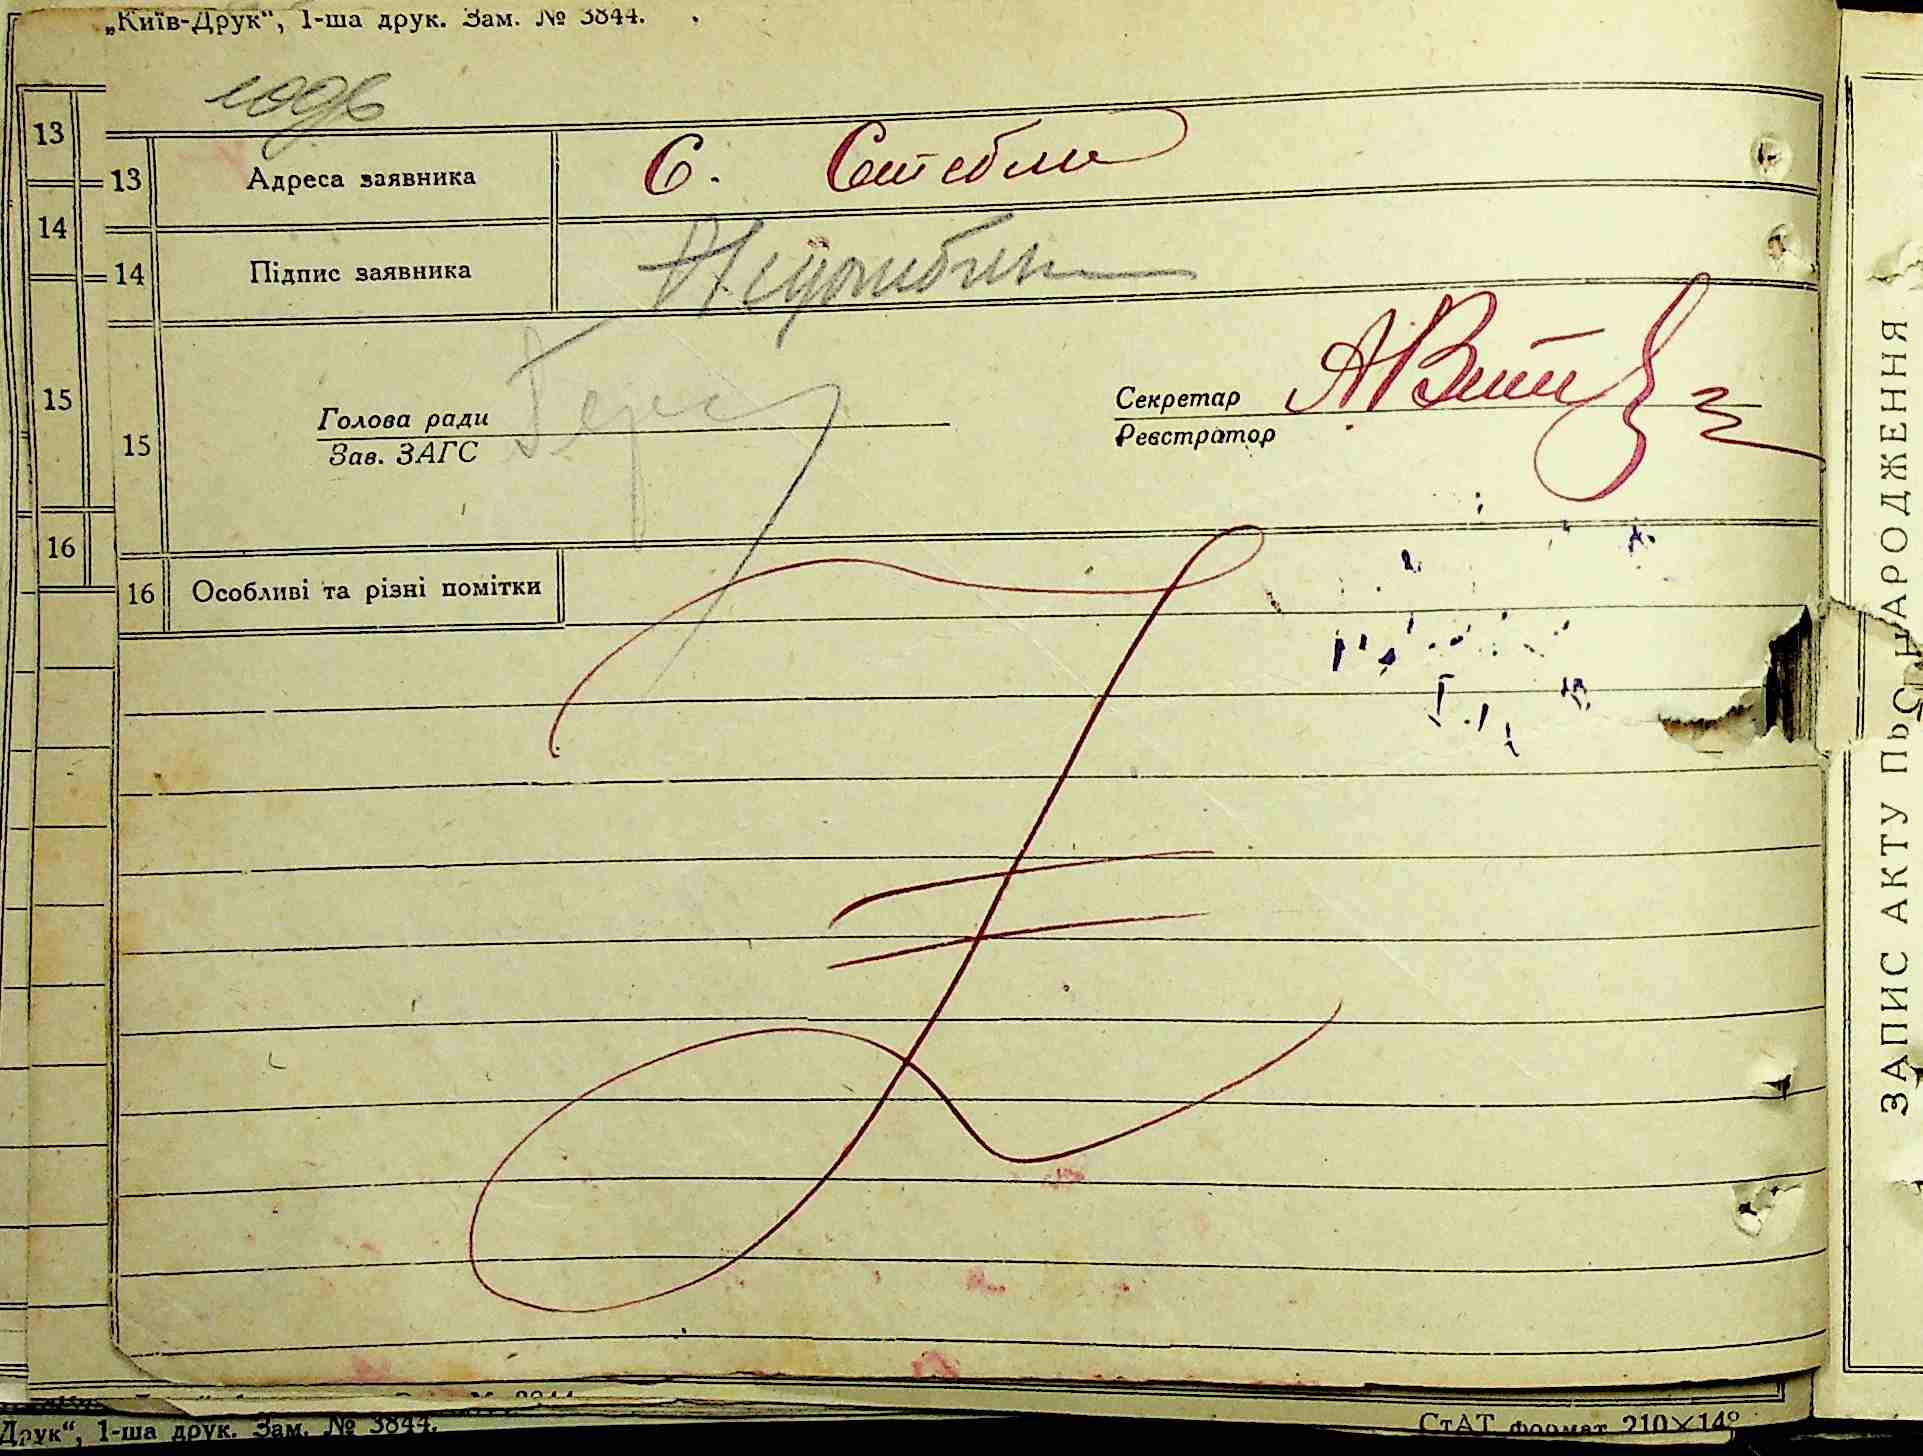 „Київ-Друк“, 1-ша друк. Зам. № 3844.
13
13 Адреса заявника С. Стебли
14
14 Підпис заявника
15
15 Голова ради
Зав. ЗАГС
Секретар
Реєстратор
16
16 Особливі та різні помітки
ЗАПИС АКТУ ПРО НАРОДЖЕННЯ
Друк“, 1-ша друк. Зам. № 3844.
СтАТ формат 210×14